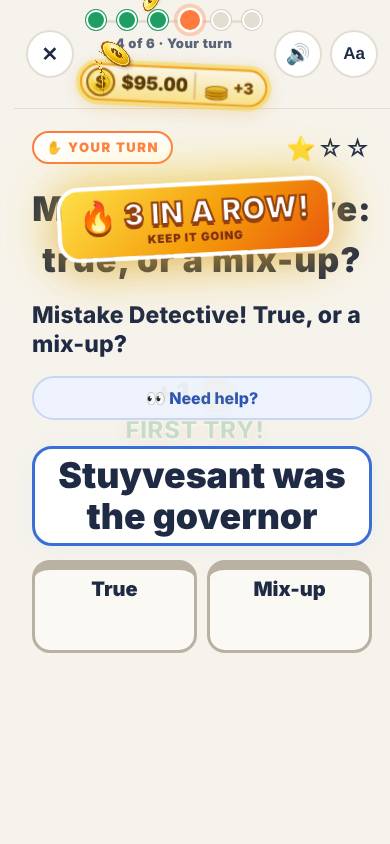 4 of 6 · Your turn
✕
$95.00
+3
Aa
YOUR TURN
3 IN A ROW!
KEEP IT GOING
true, or a mix-up?
Mistake Detective! True, or a
mix-up?
Need help?
FIRST TRY!
Stuyvesant was
the governor
True
Mix-up